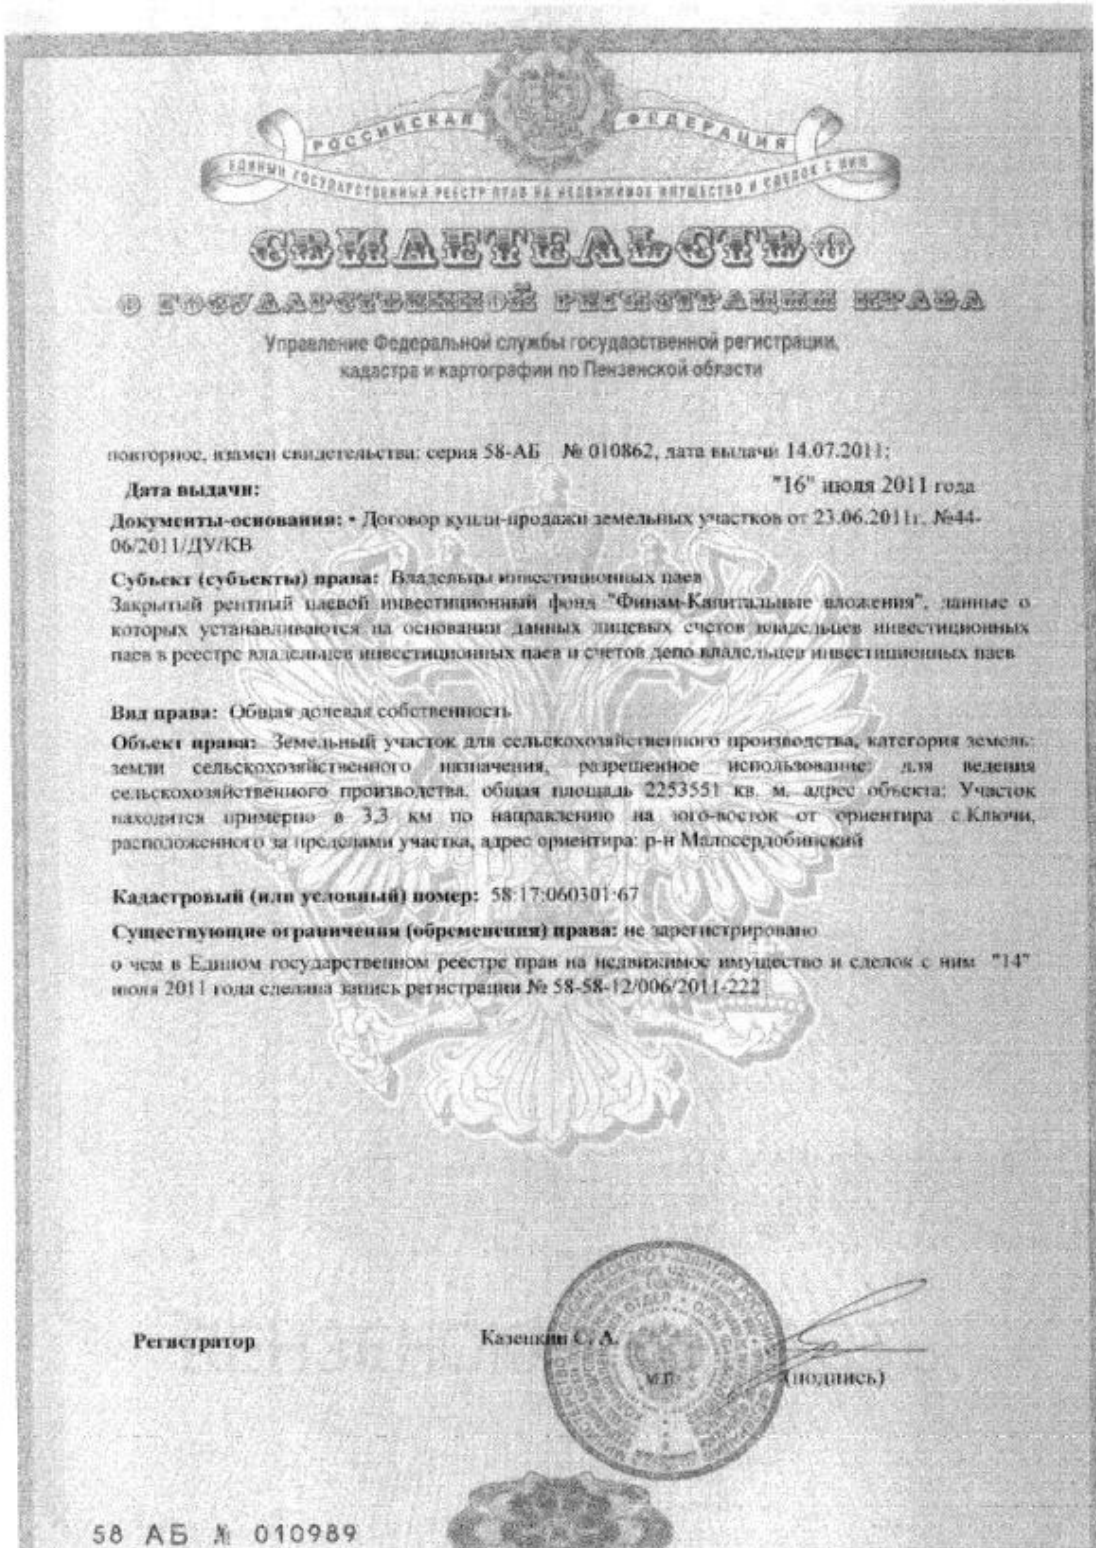 РОССИЙСКАЯ ФЕДЕРАЦИЯ
ЕДИНЫЙ ГОСУДАРСТВЕННЫЙ РЕЕСТР ПРАВ НА НЕДВИЖИМОЕ ИМУЩЕСТВО И СДЕЛОК С НИМ
СВИДЕТЕЛЬСТВО
О ГОСУДАРСТВЕННОЙ РЕГИСТРАЦИИ ПРАВА
Управление Федеральной службы государственной регистрации,
кадастра и картографии по Пензенской области
повторное, взамен свидетельства: серия 58-АБ № 010862, дата выдачи 14.07.2011;
Дата выдачи: "16" июля 2011 года
Документы-основания: • Договор купли-продажи земельных участков от 23.06.2011г. №44-
06/2011/ДУ/КВ
Субъект (субъекты) права: Владельцы инвестиционных паев
Закрытый рентный паевой инвестиционный фонд "Финам-Капитальные вложения", данные о
которых устанавливаются на основании данных лицевых счетов владельцев инвестиционных
паев в реестре владельцев инвестиционных паев и счетов депо владельцев инвестиционных паев
Вид права: Общая долевая собственность
Объект права: Земельный участок для сельскохозяйственного производства, категория земель:
земли сельскохозяйственного назначения, разрешенное использование: для ведения
сельскохозяйственного производства, общая площадь 2253551 кв. м, адрес объекта: Участок
находится примерно в 3,3 км по направлению на юго-восток от ориентира с.Ключи,
расположенного за пределами участка, адрес ориентира: р-н Малосердобинский
Кадастровый (или условный) номер: 58:17:060301:67
Существующие ограничения (обременения) права: не зарегистрировано
о чем в Едином государственном реестре прав на недвижимое имущество и сделок с ним "14"
июля 2011 года сделана запись регистрации № 58-58-12/006/2011-222
Регистратор Казенкин С. А.
М.П.
(подпись)
58 АБ № 010989